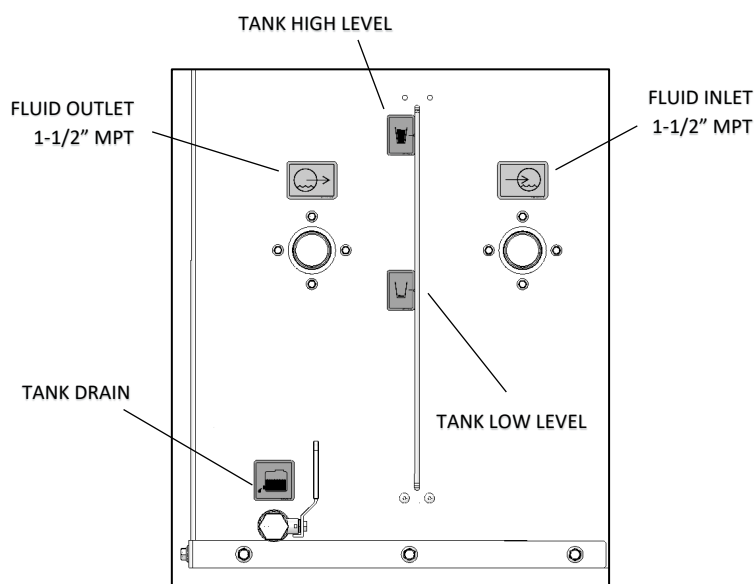 TANK HIGH LEVEL
FLUID OUTLET
1-1/2” MPT
FLUID INLET
1-1/2” MPT
TANK DRAIN
TANK LOW LEVEL